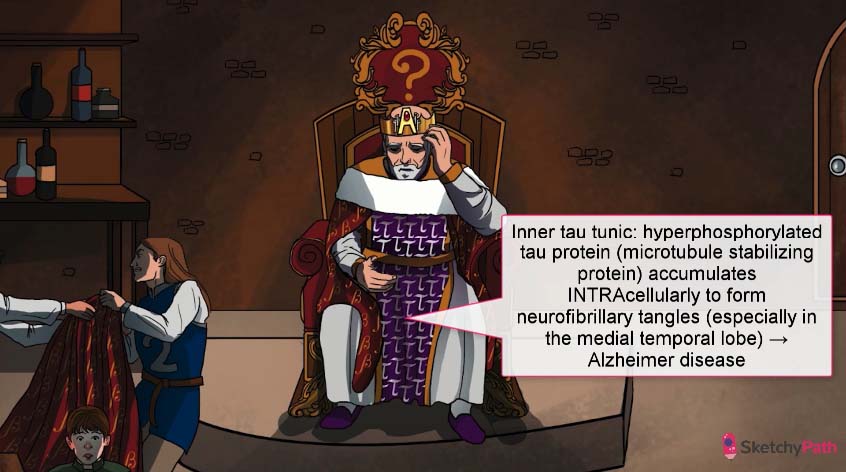 ?
A
2
Inner tau tunic: hyperphosphorylated
tau protein (microtubule stabilizing
protein) accumulates
INTRAcellularly to form
neurofibrillary tangles (especially in
the medial temporal lobe) →
Alzheimer disease
SketchyPath